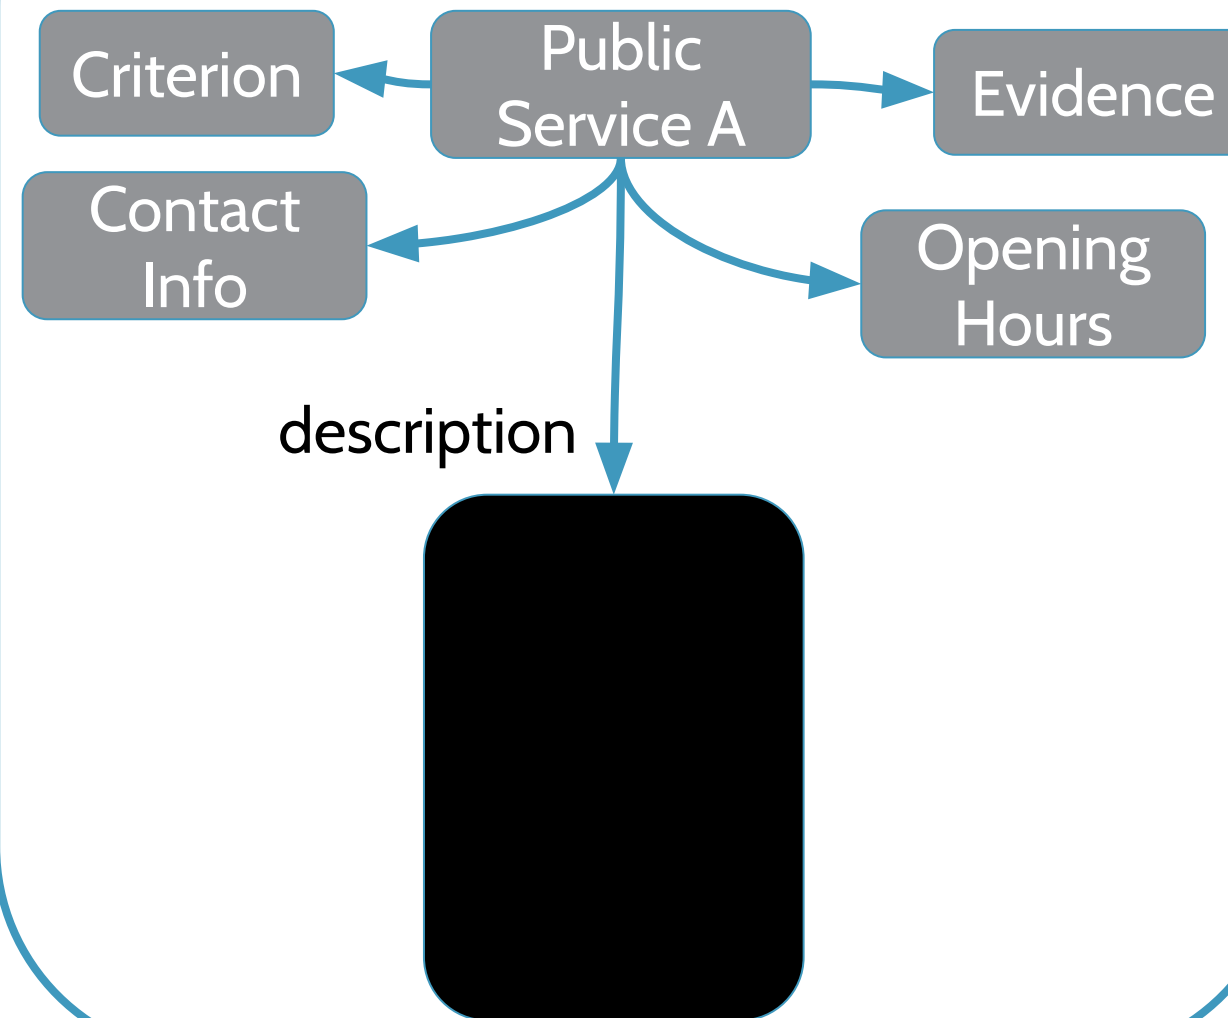 Criterion
Public
Service A
Evidence
Contact
Info
Opening
Hours
description